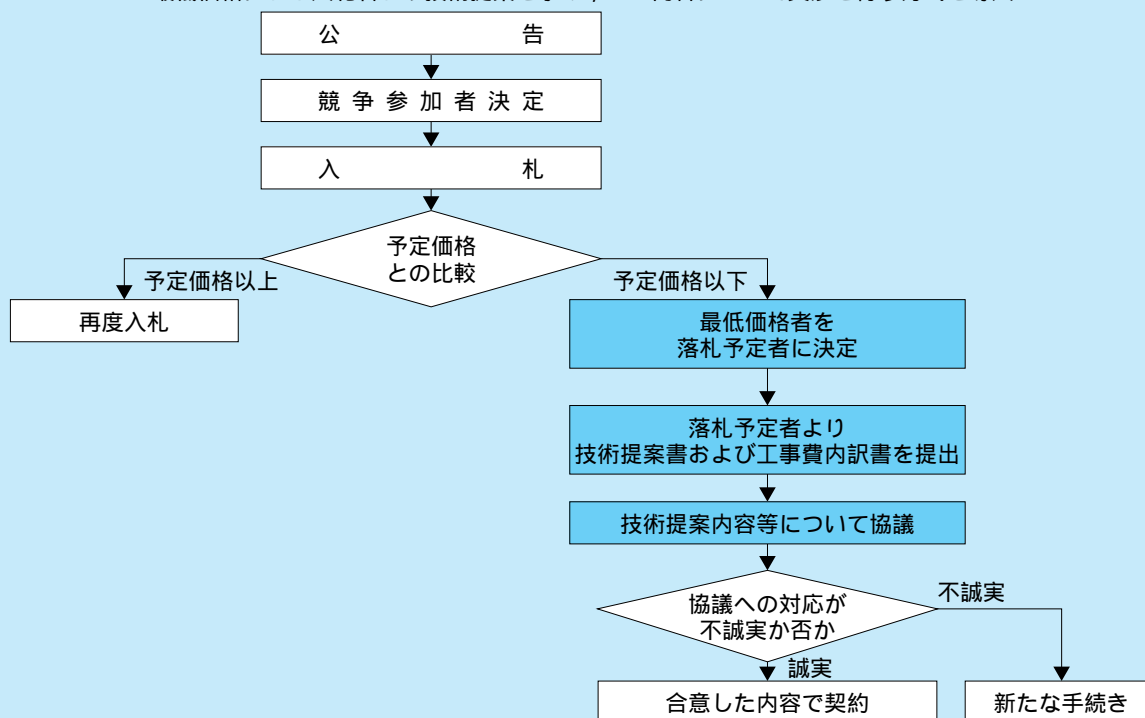 公告
競争参加者決定
入札
予定価格
との比較
予定価格以上
予定価格以下
再度入札
最低価格者を
落札予定者に決定
落札予定者より
技術提案書および工事費内訳書を提出
技術提案内容等について協議
協議への対応が
不誠実か否か
不誠実
誠実
合意した内容で契約
新たな手続き